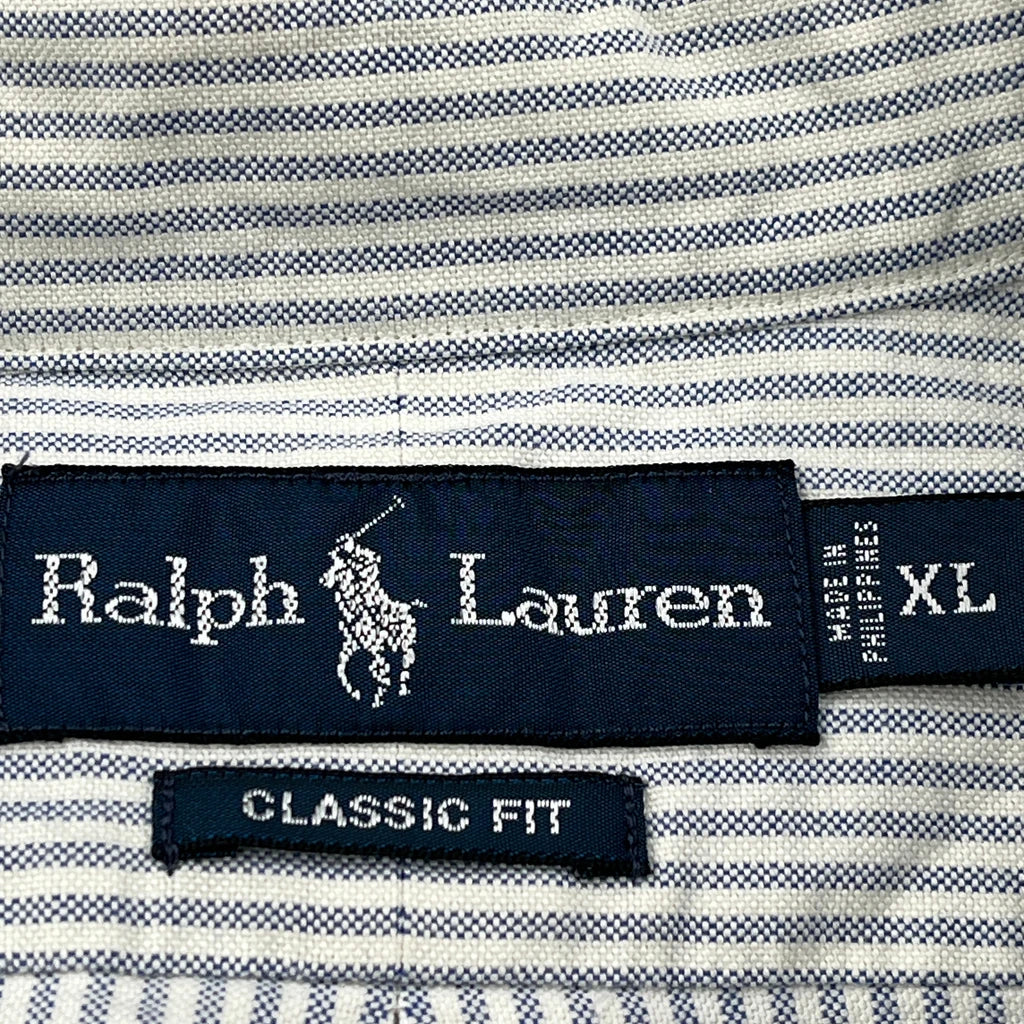 Ralph Lauren
MADE IN
PHILIPPINES
XL
CLASSIC FIT